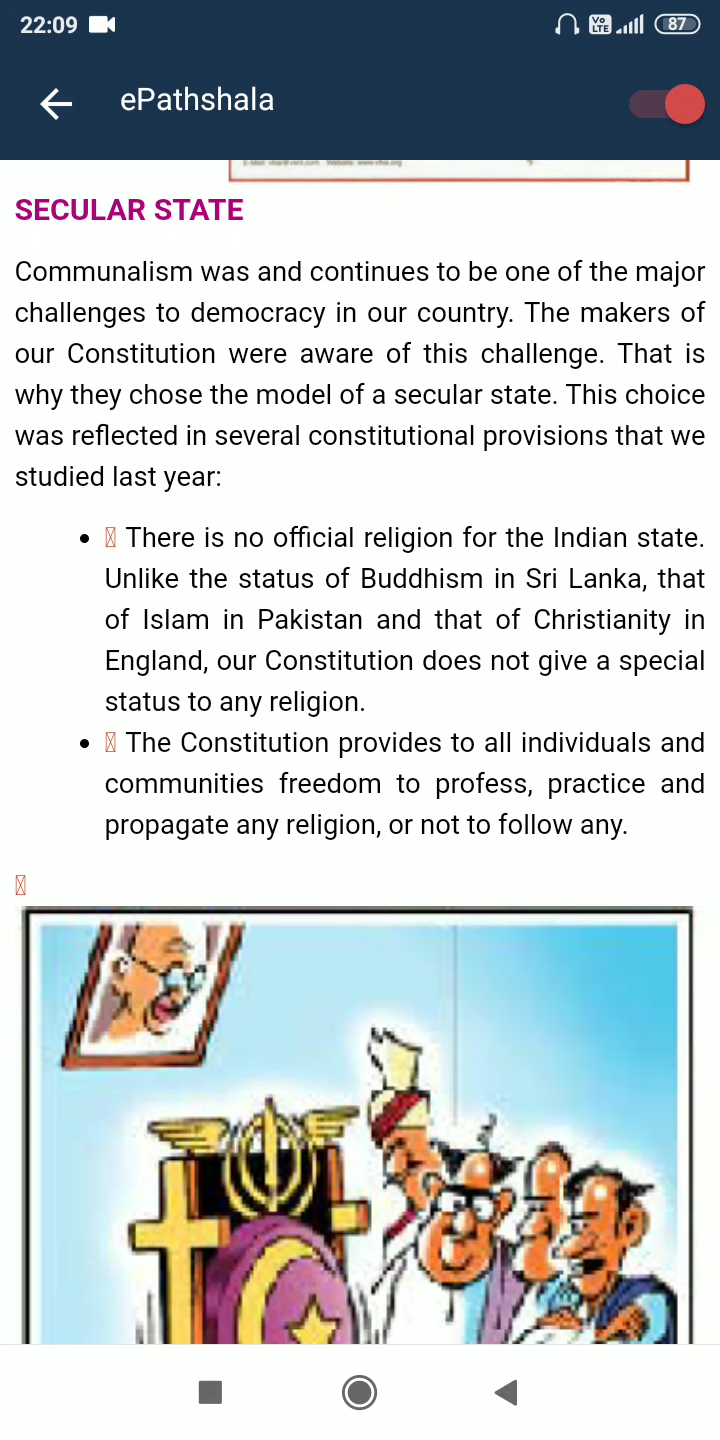 22:09
Vo
LTE
87
ePathshala
SECULAR STATE
Communalism was and continues to be one of the major
challenges to democracy in our country. The makers of
our Constitution were aware of this challenge. That is
why they chose the model of a secular state. This choice
was reflected in several constitutional provisions that we
studied last year:
• There is no official religion for the Indian state.
Unlike the status of Buddhism in Sri Lanka, that
of Islam in Pakistan and that of Christianity in
England, our Constitution does not give a special
status to any religion.
• The Constitution provides to all individuals and
communities freedom to profess, practice and
propagate any religion, or not to follow any.